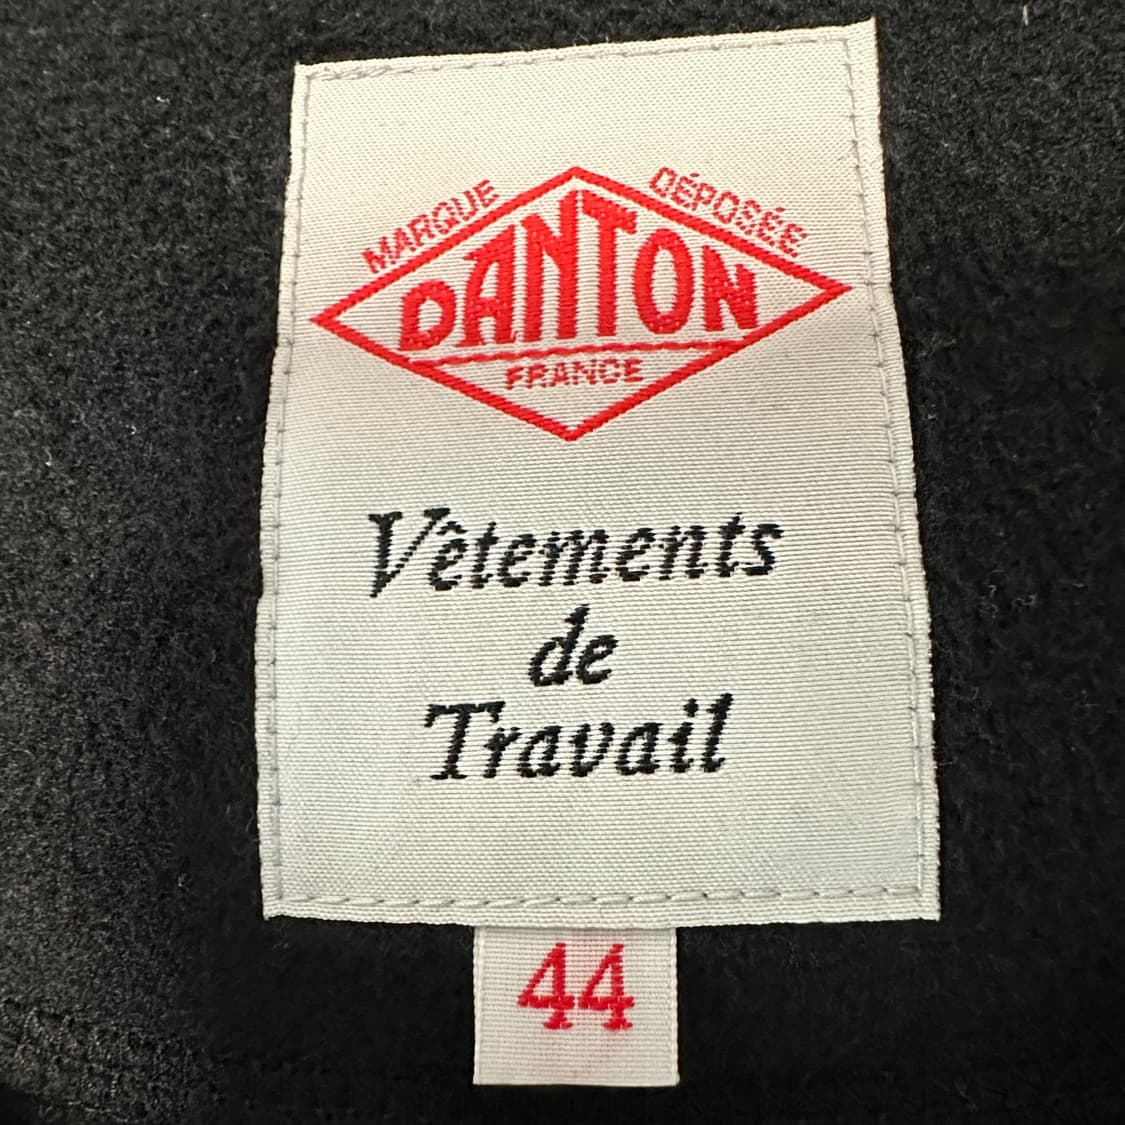 MARQUE DÉPOSÉE
DANTON
FRANCE
Vêtements
de
Travail
44